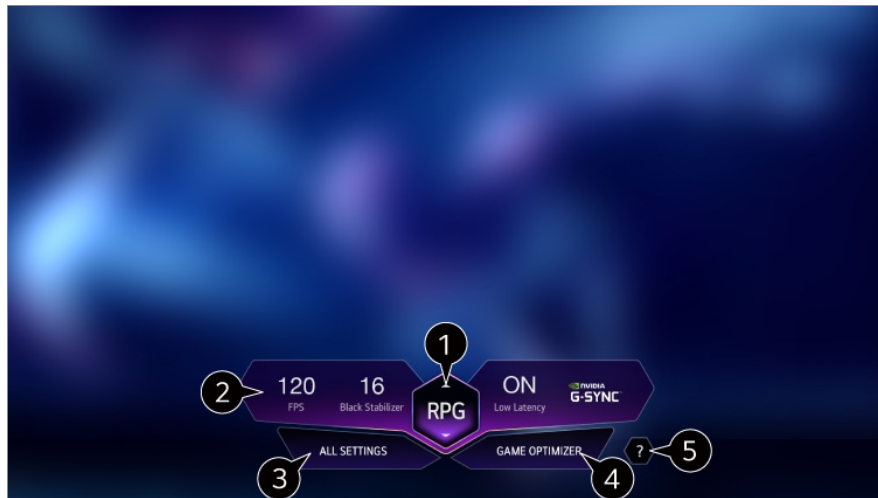 1
2
120
16
RPG
ON
NVIDIA
G-SYNC
FPS
Black Stabilizer
Low Latency
ALL SETTINGS
GAME OPTIMIZER
?
5
3
4